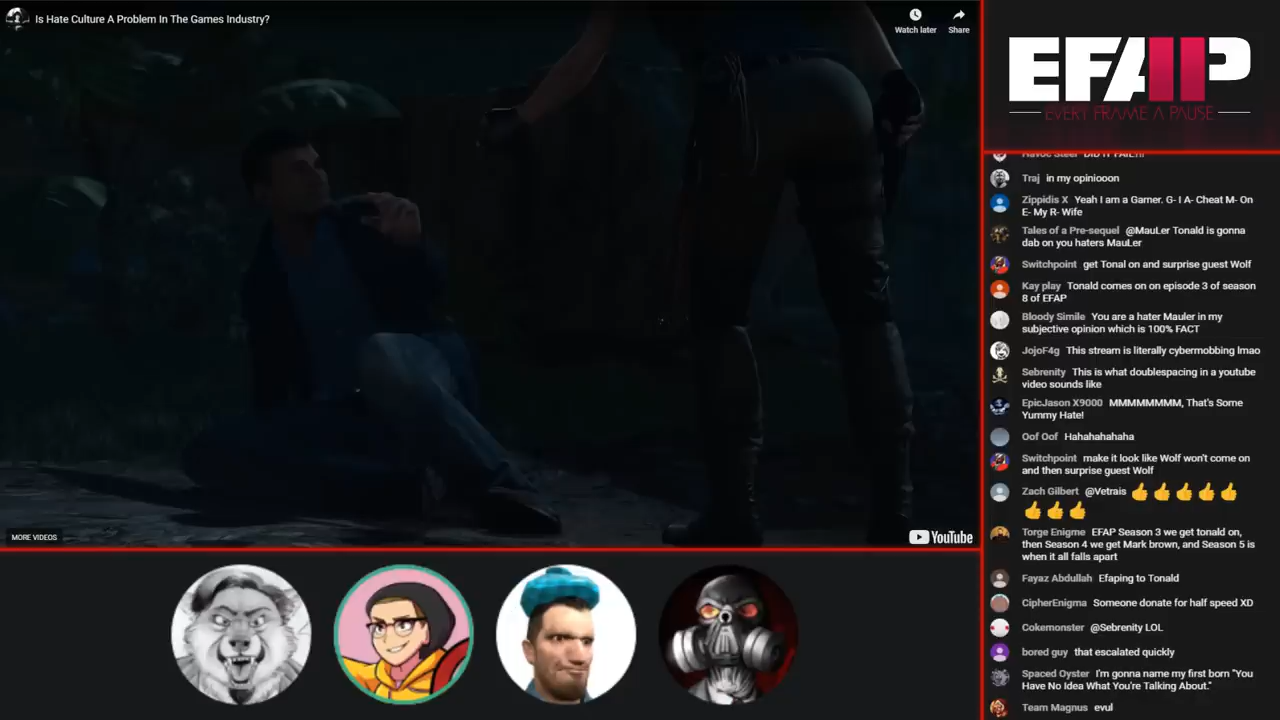 Is Hate Culture A Problem In The Games Industry?
Watch later
Share
MORE VIDEOS
YouTube
EFAP
EVERY FRAME A PAUSE
Havoc Steel DID IT FAIL!!!
Traj in my opiniooon
Zippidis X Yeah I am a Gamer. G- I A- Cheat M- On
E- My R- Wife
Tales of a Pre-sequel @MauLer Tonald is gonna
dab on you haters MauLer
Switchpoint get Tonal on and surprise guest Wolf
Kay play Tonald comes on on episode 3 of season
8 of EFAP
Bloody Simile You are a hater Mauler in my
subjective opinion which is 100% FACT
JojoF4g This stream is literally cybermobbing lmao
Sebrenity This is what doublespacing in a youtube
video sounds like
EpicJason X9000 MMMMMMMM, That's Some
Yummy Hate!
Oof Oof Hahahahahaha
Switchpoint make it look like Wolf won't come on
and then surprise guest Wolf
Zach Gilbert @Vetrais 👍👍👍👍👍
👍👍👍
Torge Enigme EFAP Season 3 we get tonald on,
then Season 4 we get Mark brown, and Season 5 is
when it all falls apart
Fayaz Abdullah Efaping to Tonald
CipherEnigma Someone donate for half speed XD
Cokemonster @Sebrenity LOL
bored guy that escalated quickly
Spaced Oyster I'm gonna name my first born "You
Have No Idea What You're Talking About."
Team Magnus evul